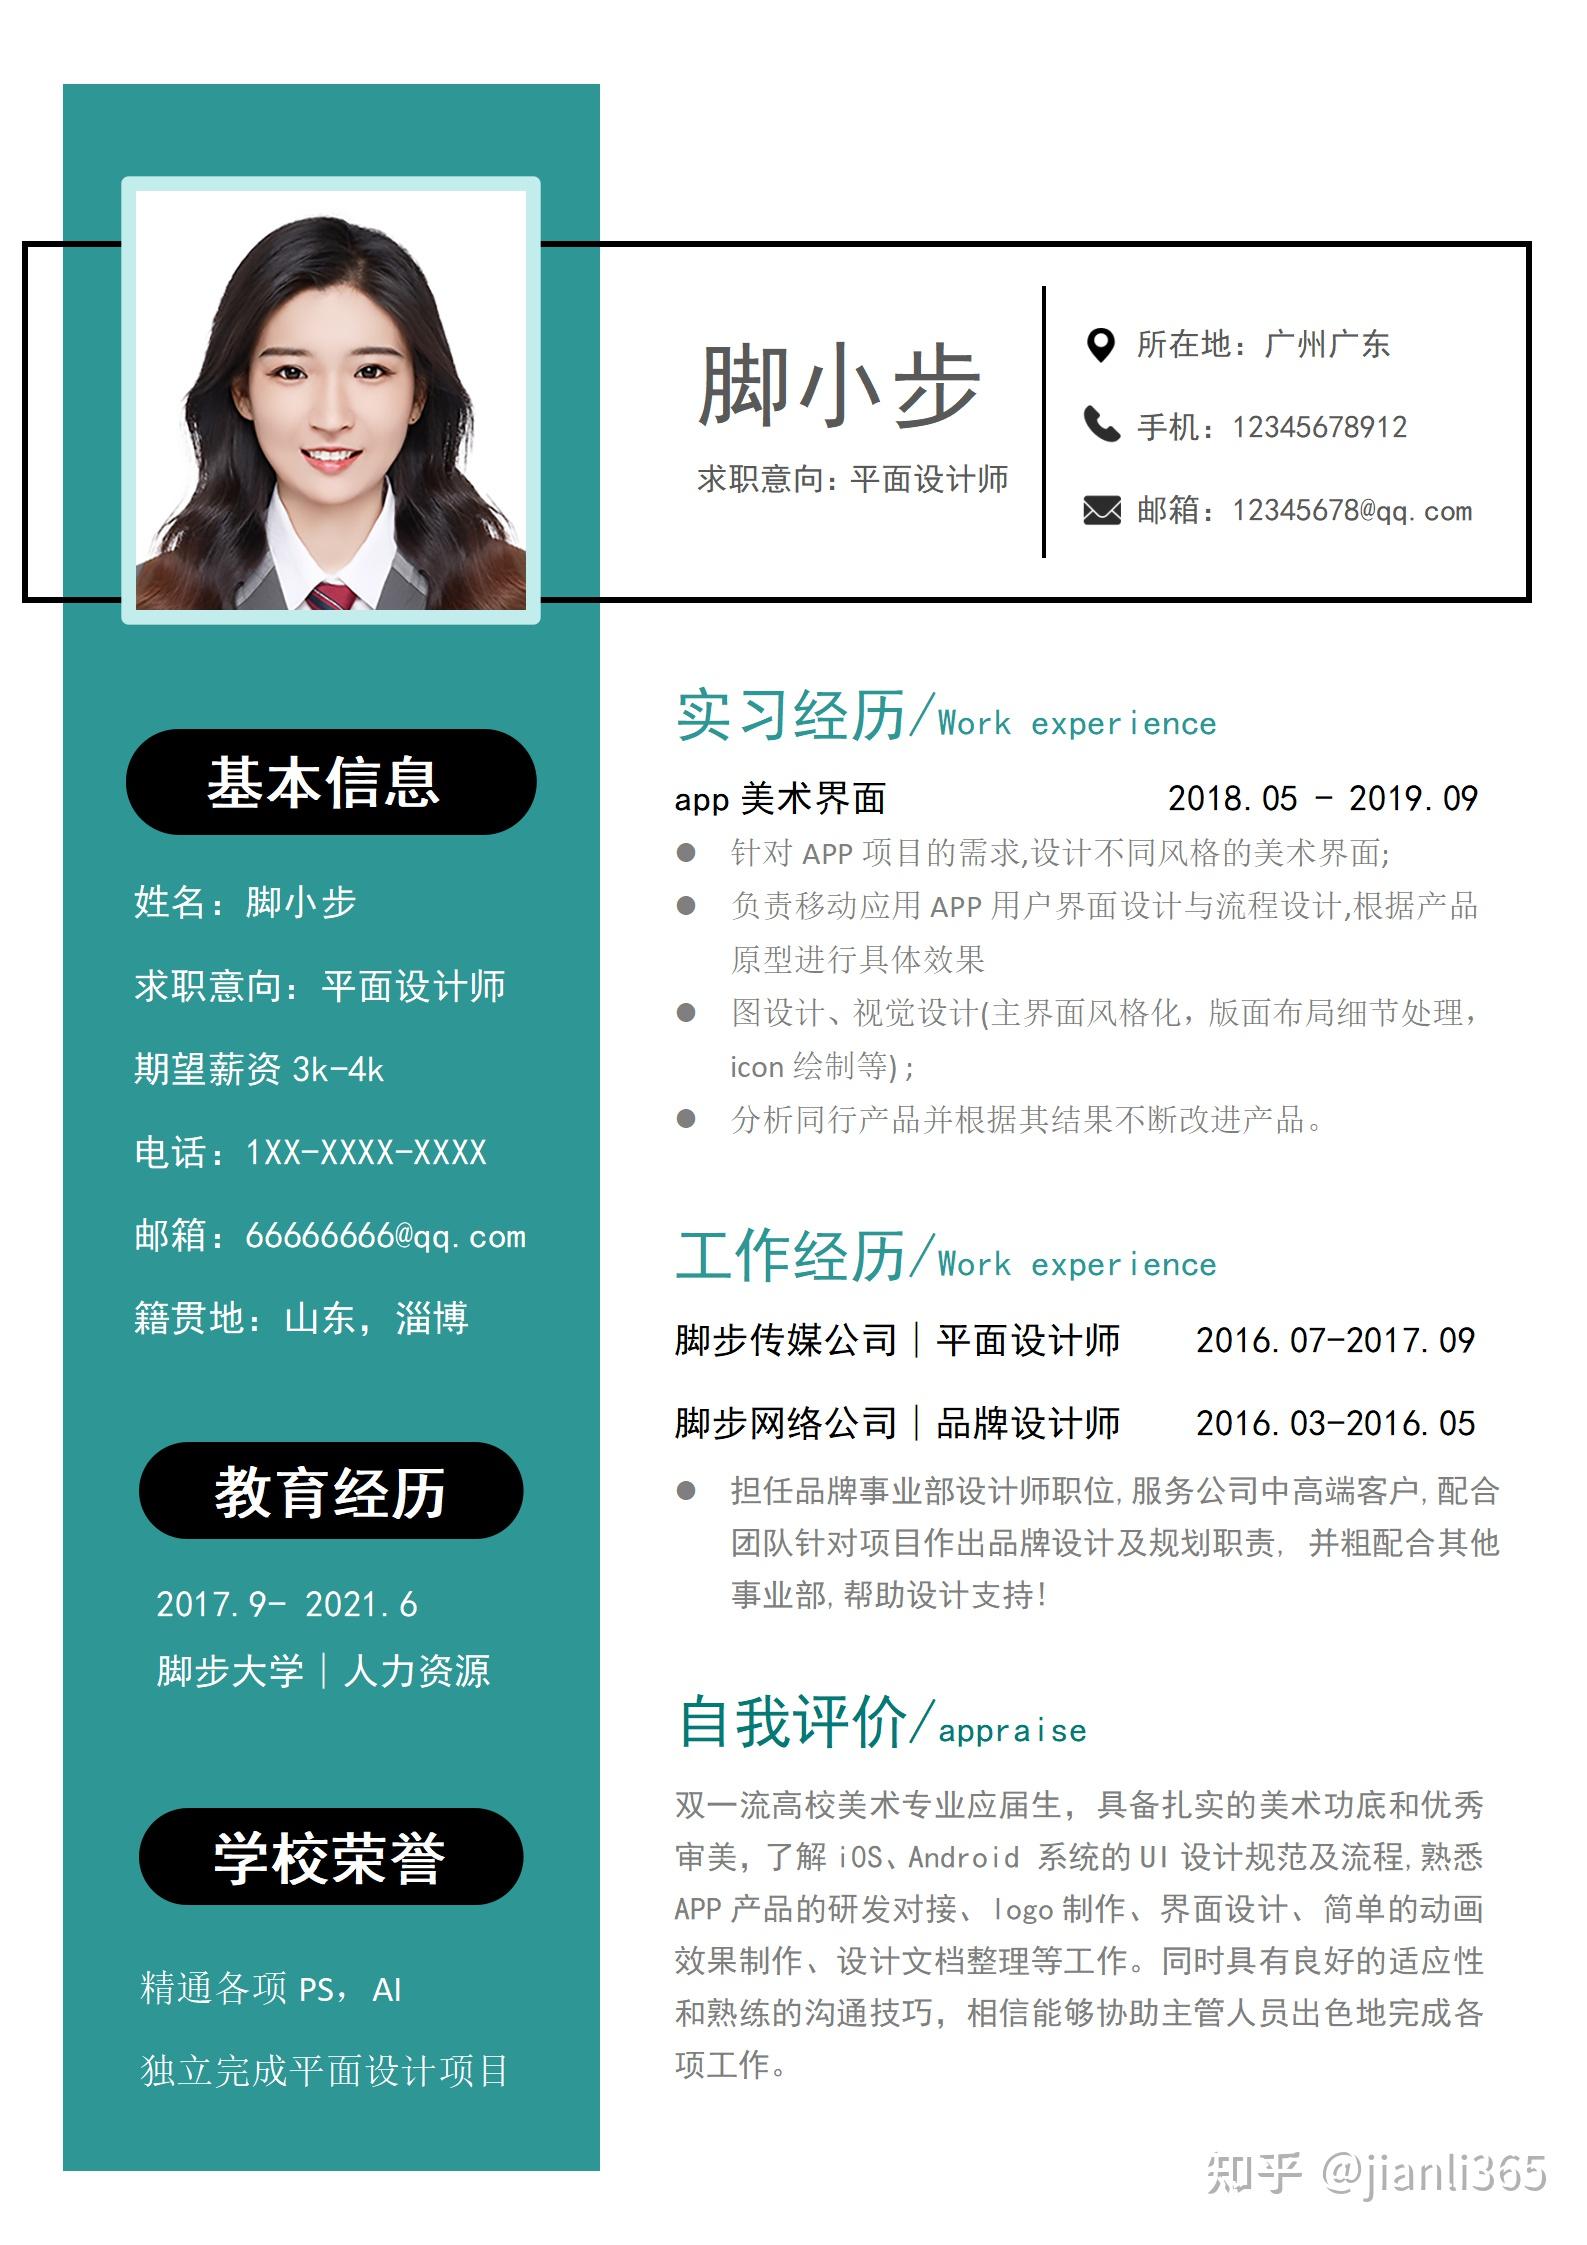 脚小步
求职意向：平面设计师
所在地：广州广东
手机：12345678912
邮箱：12345678@qq.com
基本信息
姓名：脚小步
求职意向：平面设计师
期望薪资 3k-4k
电话：1XX-XXXX-XXXX
邮箱：66666666@qq.com
籍贯地：山东，淄博
教育经历
2017.9- 2021.6
脚步大学｜人力资源
学校荣誉
精通各项 PS，AI
独立完成平面设计项目
实习经历/Work experience
app 美术界面 2018.05 - 2019.09
● 针对 APP 项目的需求,设计不同风格的美术界面;
● 负责移动应用 APP 用户界面设计与流程设计,根据产品
原型进行具体效果
● 图设计、视觉设计(主界面风格化，版面布局细节处理，
icon 绘制等) ;
● 分析同行产品并根据其结果不断改进产品。
工作经历/Work experience
脚步传媒公司｜平面设计师 2016.07-2017.09
脚步网络公司｜品牌设计师 2016.03-2016.05
● 担任品牌事业部设计师职位,服务公司中高端客户,配合
团队针对项目作出品牌设计及规划职责, 并粗配合其他
事业部,帮助设计支持!
自我评价/appraise
双一流高校美术专业应届生，具备扎实的美术功底和优秀
审美，了解 iOS、Android 系统的 UI 设计规范及流程,熟悉
APP 产品的研发对接、logo 制作、界面设计、简单的动画
效果制作、设计文档整理等工作。同时具有良好的适应性
和熟练的沟通技巧，相信能够协助主管人员出色地完成各
项工作。
知乎 @jianli365